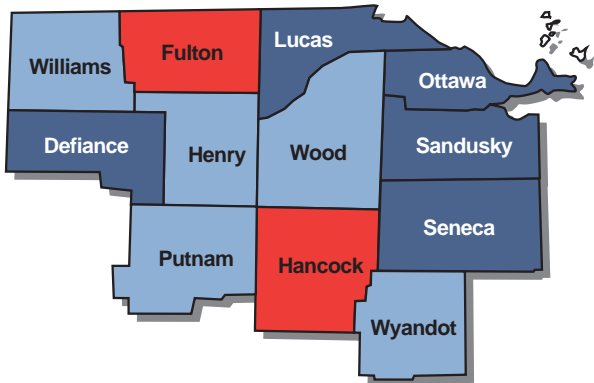 Lucas
Fulton
Williams
Ottawa
Defiance
Henry
Wood
Sandusky
Seneca
Putnam
Hancock
Wyandot